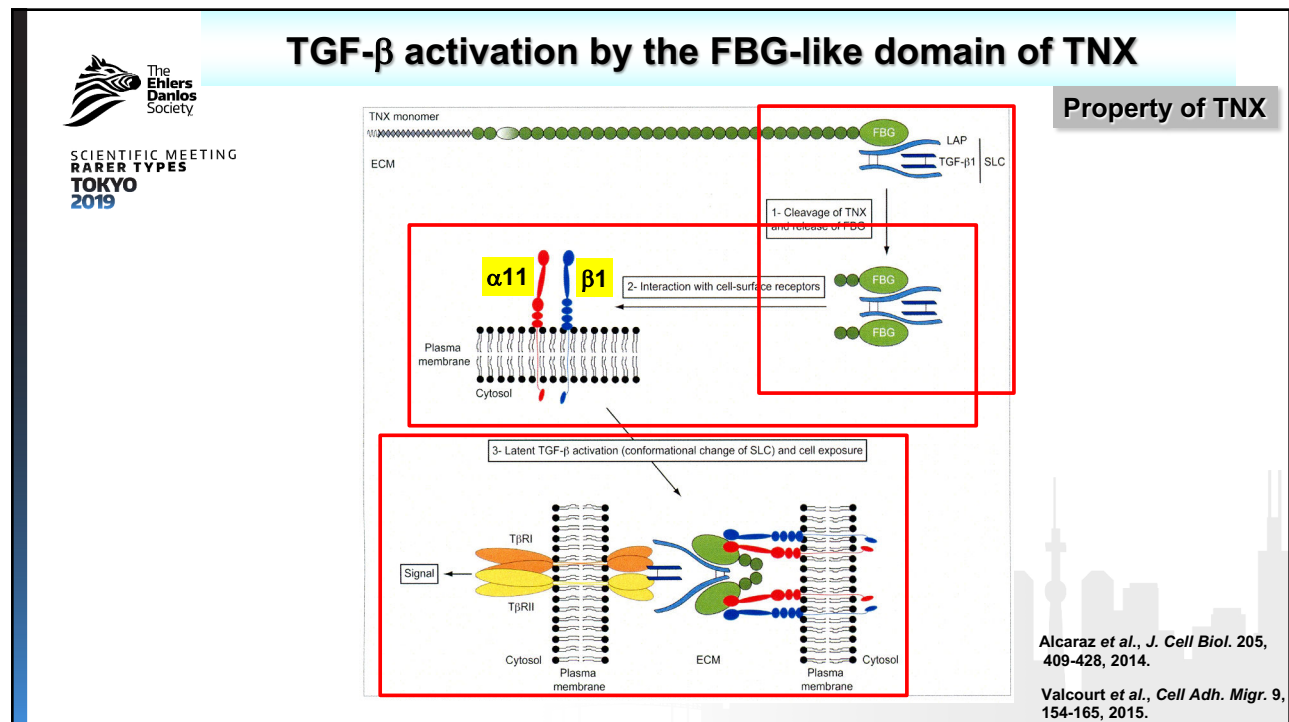 TGF-β activation by the FBG-like domain of TNX
The
Ehlers
Danlos
Society
SCIENTIFIC MEETING
RARER TYPES
TOKYO
2019
Property of TNX
TNX monomer
ECM
FBG
LAP
TGF-β1
SLC
1- Cleavage of TNX
and release of FBG
α11
β1
2- Interaction with cell-surface receptors
FBG
FBG
Plasma
membrane
Cytosol
3- Latent TGF-β activation (conformational change of SLC) and cell exposure
TβRI
Signal
TβRII
Cytosol
Plasma
membrane
ECM
Plasma
membrane
Cytosol
Alcaraz et al., J. Cell Biol. 205,
409-428, 2014.
Valcourt et al., Cell Adh. Migr. 9,
154-165, 2015.